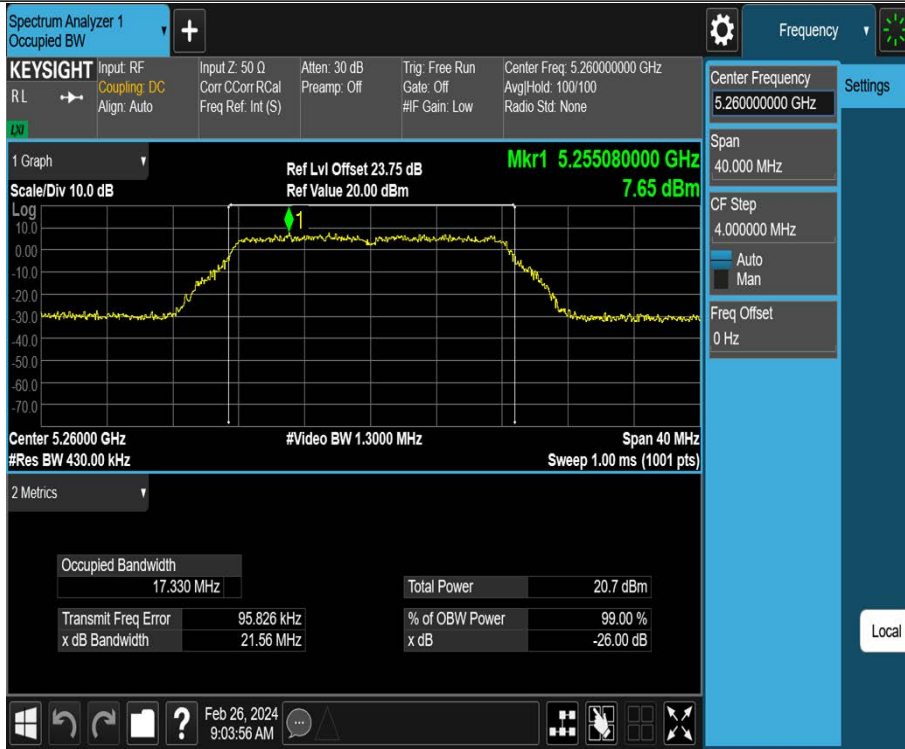 Spectrum Analyzer 1
Occupied BW
+
Frequency
KEYSIGHT
R L
LXI
Input: RF
Coupling: DC
Align: Auto
Input Z: 50 Ω
Corr CCorr RCal
Freq Ref: Int (S)
Atten: 30 dB
Preamp: Off
Trig: Free Run
Gate: Off
#IF Gain: Low
Center Freq: 5.260000000 GHz
Avg|Hold: 100/100
Radio Std: None
Center Frequency
5.260000000 GHz
Settings
Span
40.000 MHz
CF Step
4.000000 MHz
Auto
Man
Freq Offset
0 Hz
Local
1 Graph
Scale/Div 10.0 dB
Ref Lvl Offset 23.75 dB
Ref Value 20.00 dBm
Mkr1 5.255080000 GHz
7.65 dBm
Log
1
10.0
0.00
-10.0
-20.0
-30.0
-40.0
-50.0
-60.0
-70.0
Center 5.26000 GHz
#Res BW 430.00 kHz
#Video BW 1.3000 MHz
Span 40 MHz
Sweep 1.00 ms (1001 pts)
2 Metrics
Occupied Bandwidth
17.330 MHz
Total Power 20.7 dBm
Transmit Freq Error 95.826 kHz
% of OBW Power 99.00 %
x dB Bandwidth 21.56 MHz
x dB -26.00 dB
?
Feb 26, 2024
9:03:56 AM